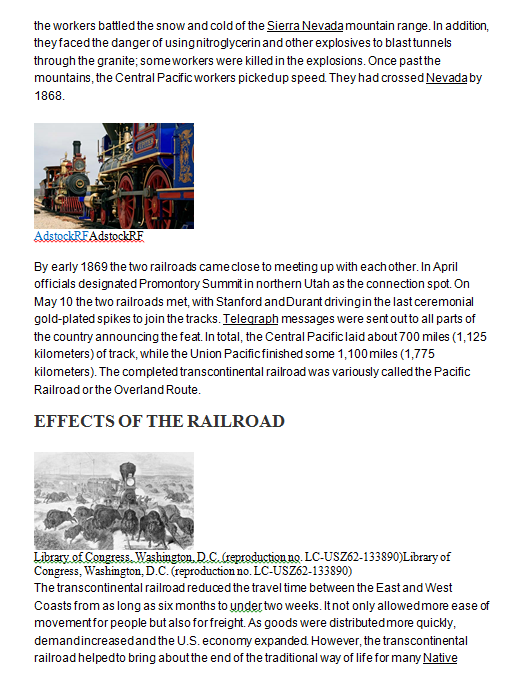 the workers battled the snow and cold of the Sierra Nevada mountain range. In addition,
they faced the danger of using nitroglycerin and other explosives to blast tunnels
through the granite; some workers were killed in the explosions. Once past the
mountains, the Central Pacific workers picked up speed. They had crossed Nevada by
1868.
AdstockRFAdstockRF
By early 1869 the two railroads came close to meeting up with each other. In April
officials designated Promontory Summit in northern Utah as the connection spot. On
May 10 the two railroads met, with Stanford and Durant driving in the last ceremonial
gold-plated spikes to join the tracks. Telegraph messages were sent out to all parts of
the country announcing the feat. In total, the Central Pacific laid about 700 miles (1,125
kilometers) of track, while the Union Pacific finished some 1,100 miles (1,775
kilometers). The completed transcontinental railroad was variously called the Pacific
Railroad or the Overland Route.
EFFECTS OF THE RAILROAD
Library of Congress, Washington, D.C. (reproduction no. LC-USZ62-133890)Library of
Congress, Washington, D.C. (reproduction no. LC-USZ62-133890)
The transcontinental railroad reduced the travel time between the East and West
Coasts from as long as six months to under two weeks. It not only allowed more ease of
movement for people but also for freight. As goods were distributed more quickly,
demand increased and the U.S. economy expanded. However, the transcontinental
railroad helped to bring about the end of the traditional way of life for many Native